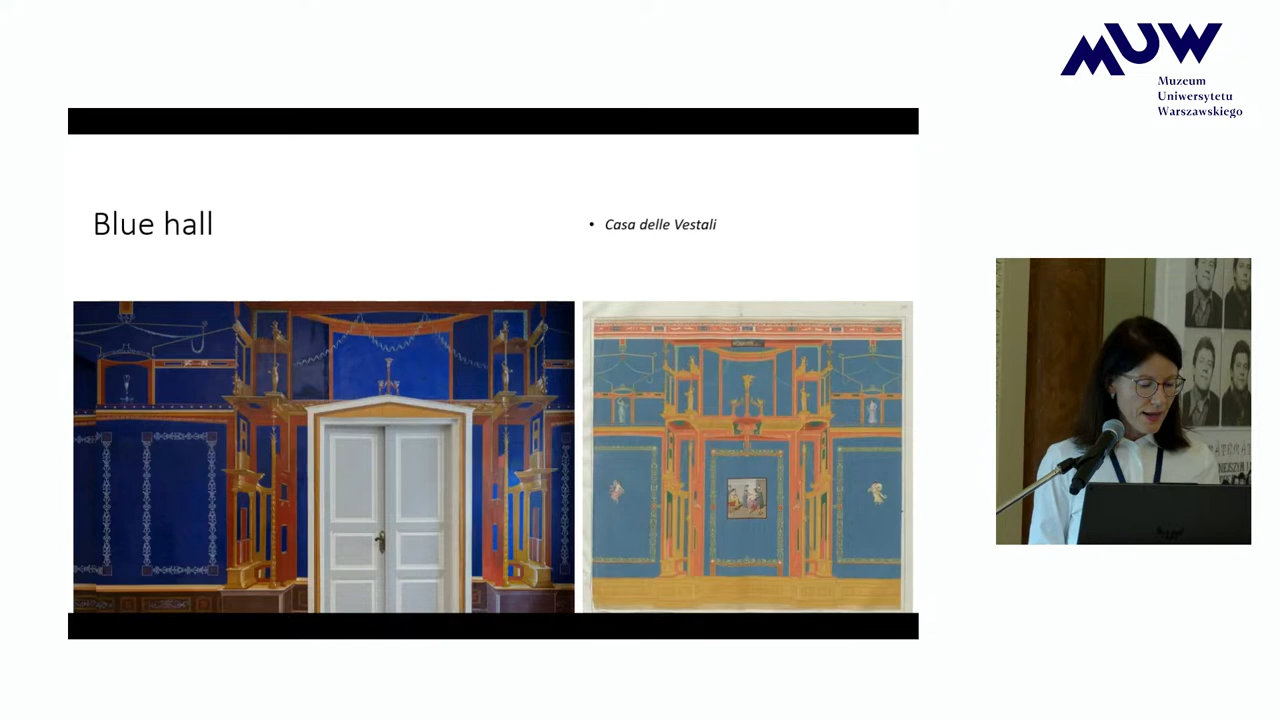 MUW
Muzeum
Uniwersytetu
Warszawskiego
Blue hall
• Casa delle Vestali